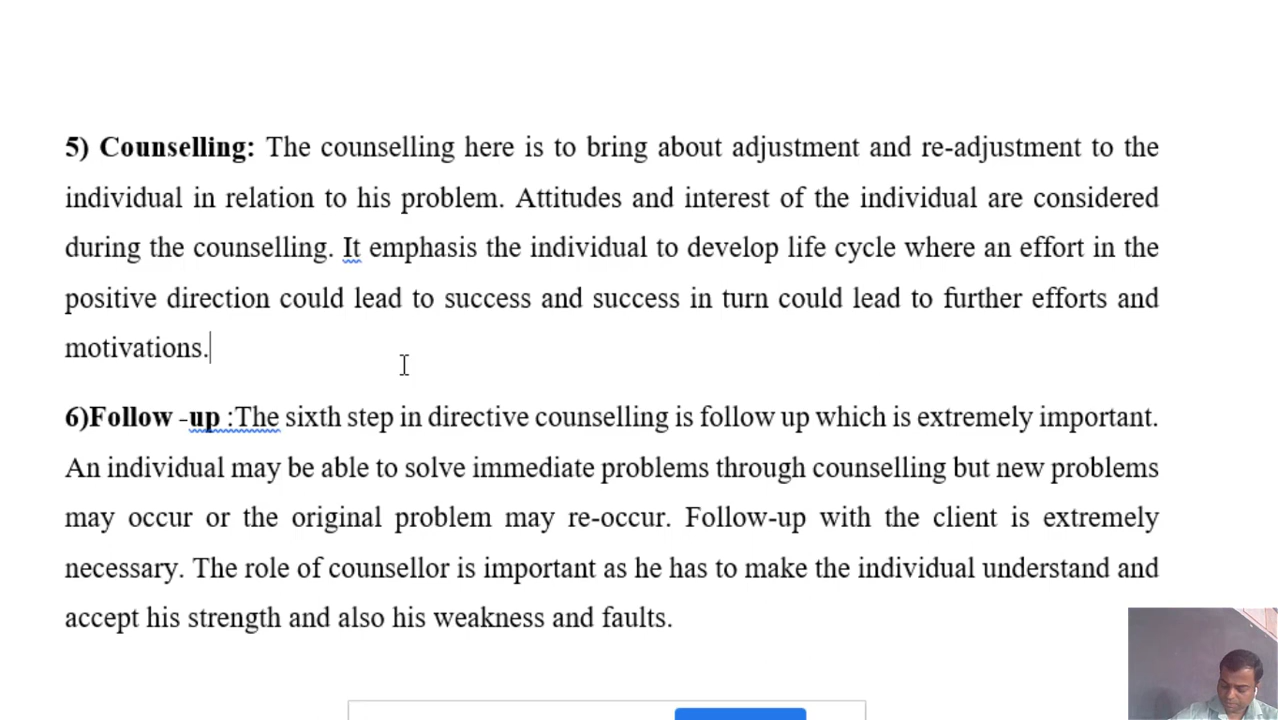 5) Counselling: The counselling here is to bring about adjustment and re-adjustment to the
individual in relation to his problem. Attitudes and interest of the individual are considered
during the counselling. It emphasis the individual to develop life cycle where an effort in the
positive direction could lead to success and success in turn could lead to further efforts and
motivations.
6)Follow -up :The sixth step in directive counselling is follow up which is extremely important.
An individual may be able to solve immediate problems through counselling but new problems
may occur or the original problem may re-occur. Follow-up with the client is extremely
necessary. The role of counsellor is important as he has to make the individual understand and
accept his strength and also his weakness and faults.